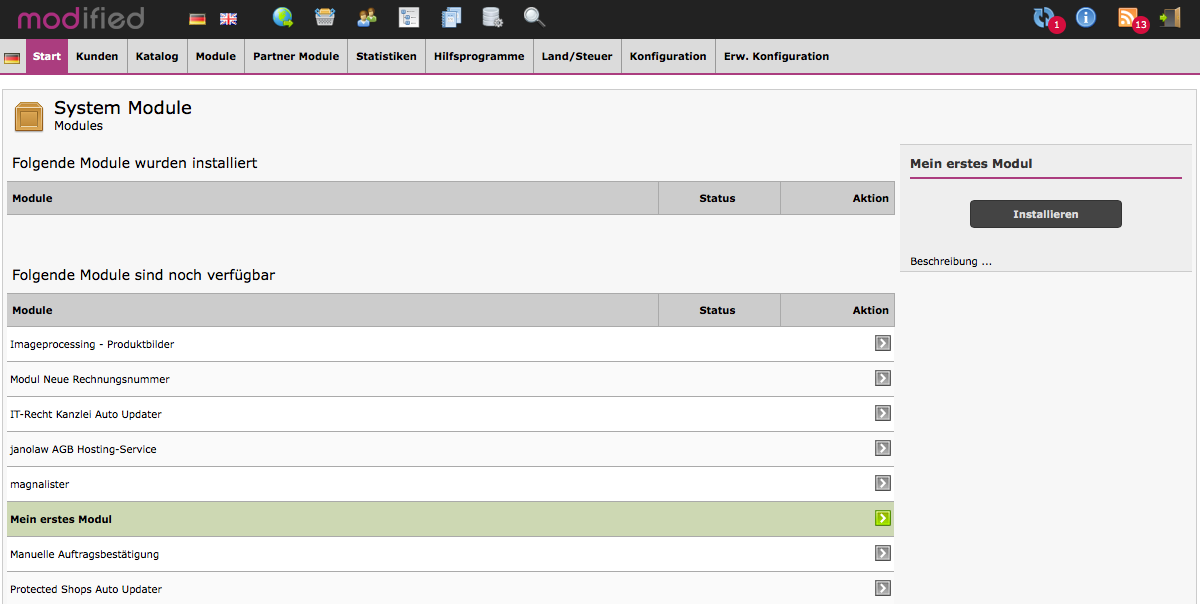 modified
1
13
Start Kunden Katalog Module Partner Module Statistiken Hilfsprogramme Land/Steuer Konfiguration Erw. Konfiguration
System Module
Modules
Folgende Module wurden installiert
Module Status Aktion
Folgende Module sind noch verfügbar
Module Status Aktion
Imageprocessing - Produktbilder
Modul Neue Rechnungsnummer
IT-Recht Kanzlei Auto Updater
janolaw AGB Hosting-Service
magnalister
Mein erstes Modul
Manuelle Auftragsbestätigung
Protected Shops Auto Updater
Mein erstes Modul
Installieren
Beschreibung ...